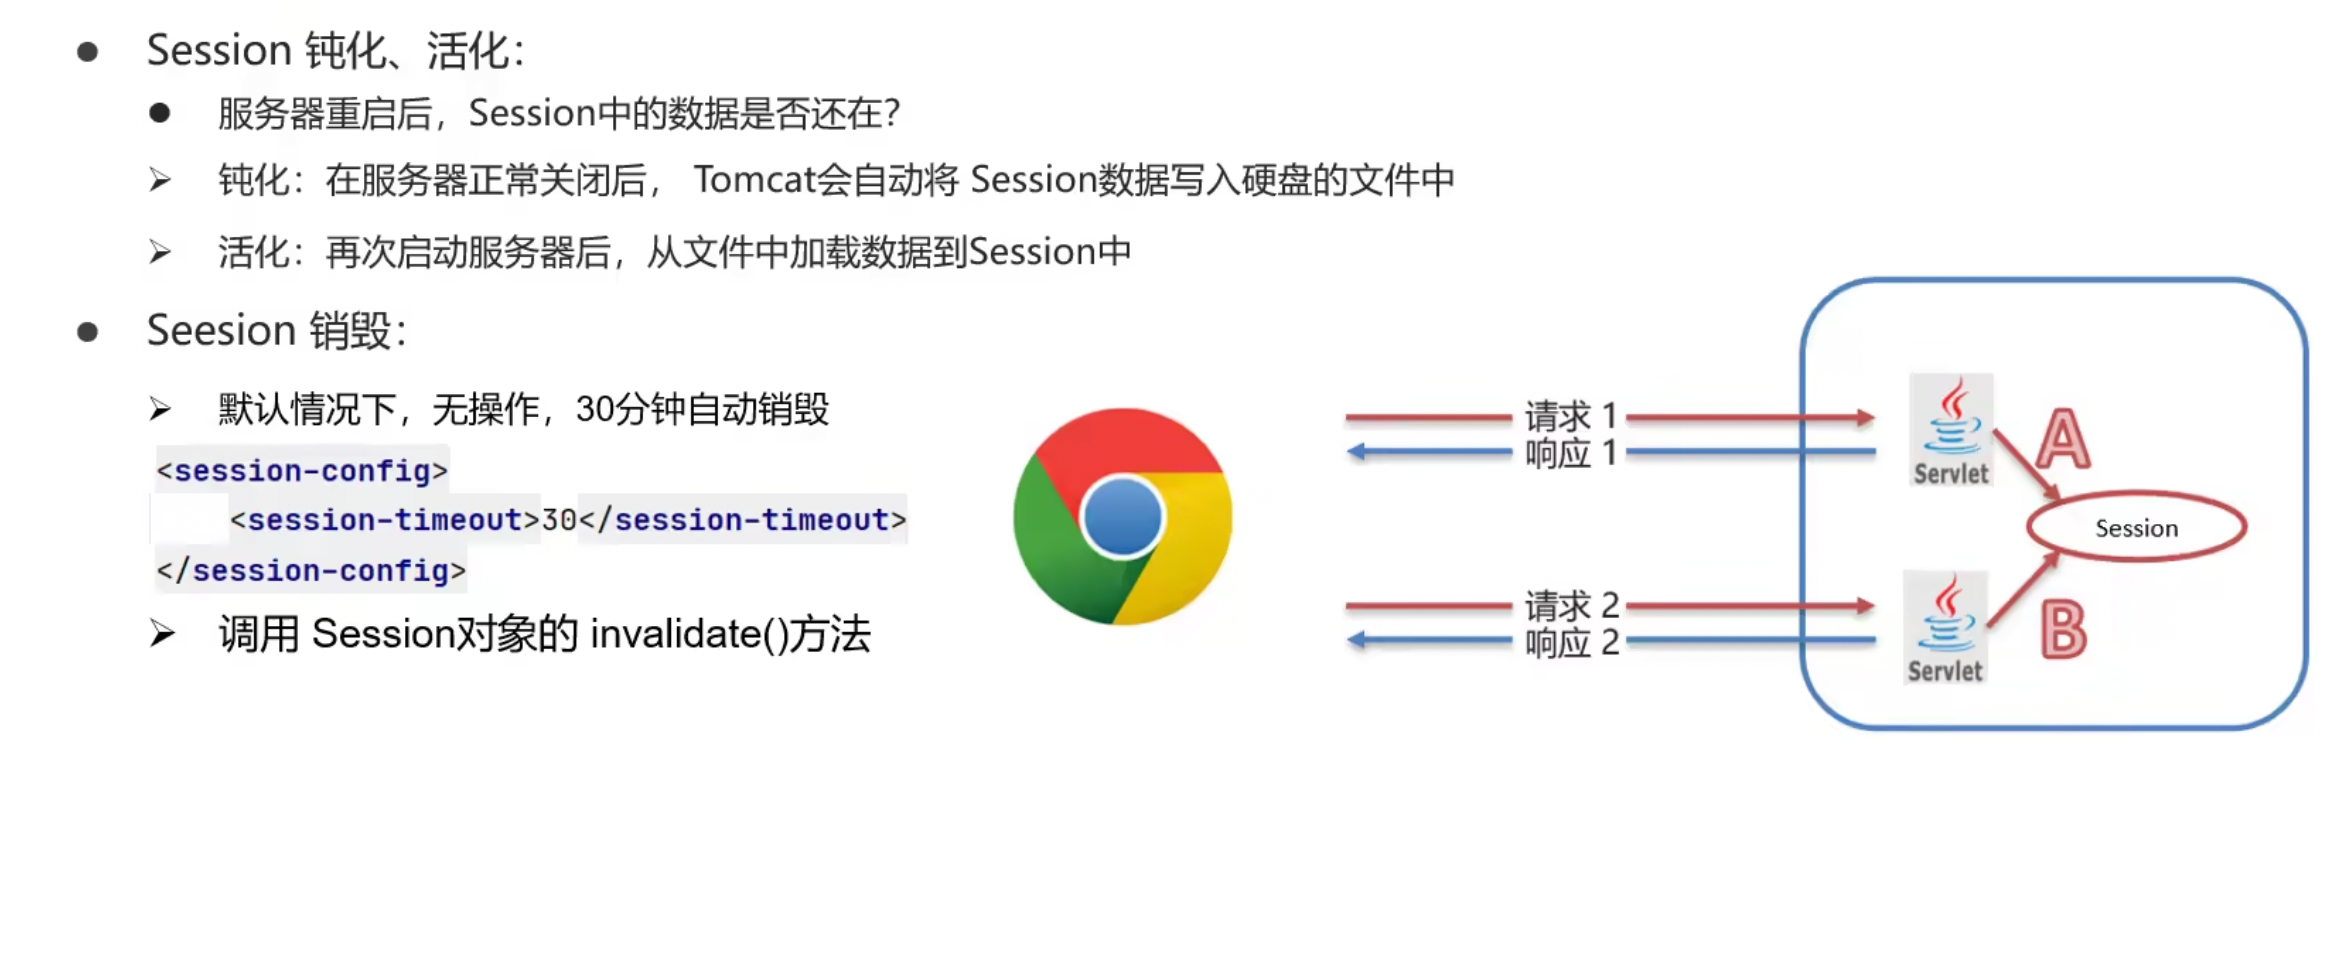 Session 钝化、活化：
服务器重启后，Session中的数据是否还在？
钝化：在服务器正常关闭后， Tomcat会自动将 Session数据写入硬盘的文件中
活化：再次启动服务器后，从文件中加载数据到Session中
Seesion 销毁：
默认情况下，无操作，30分钟自动销毁
<session-config>
<session-timeout>30</session-timeout>
</session-config>
调用 Session对象的 invalidate()方法
请求 1
响应 1
请求 2
响应 2
Servlet
A
Session
Servlet
B